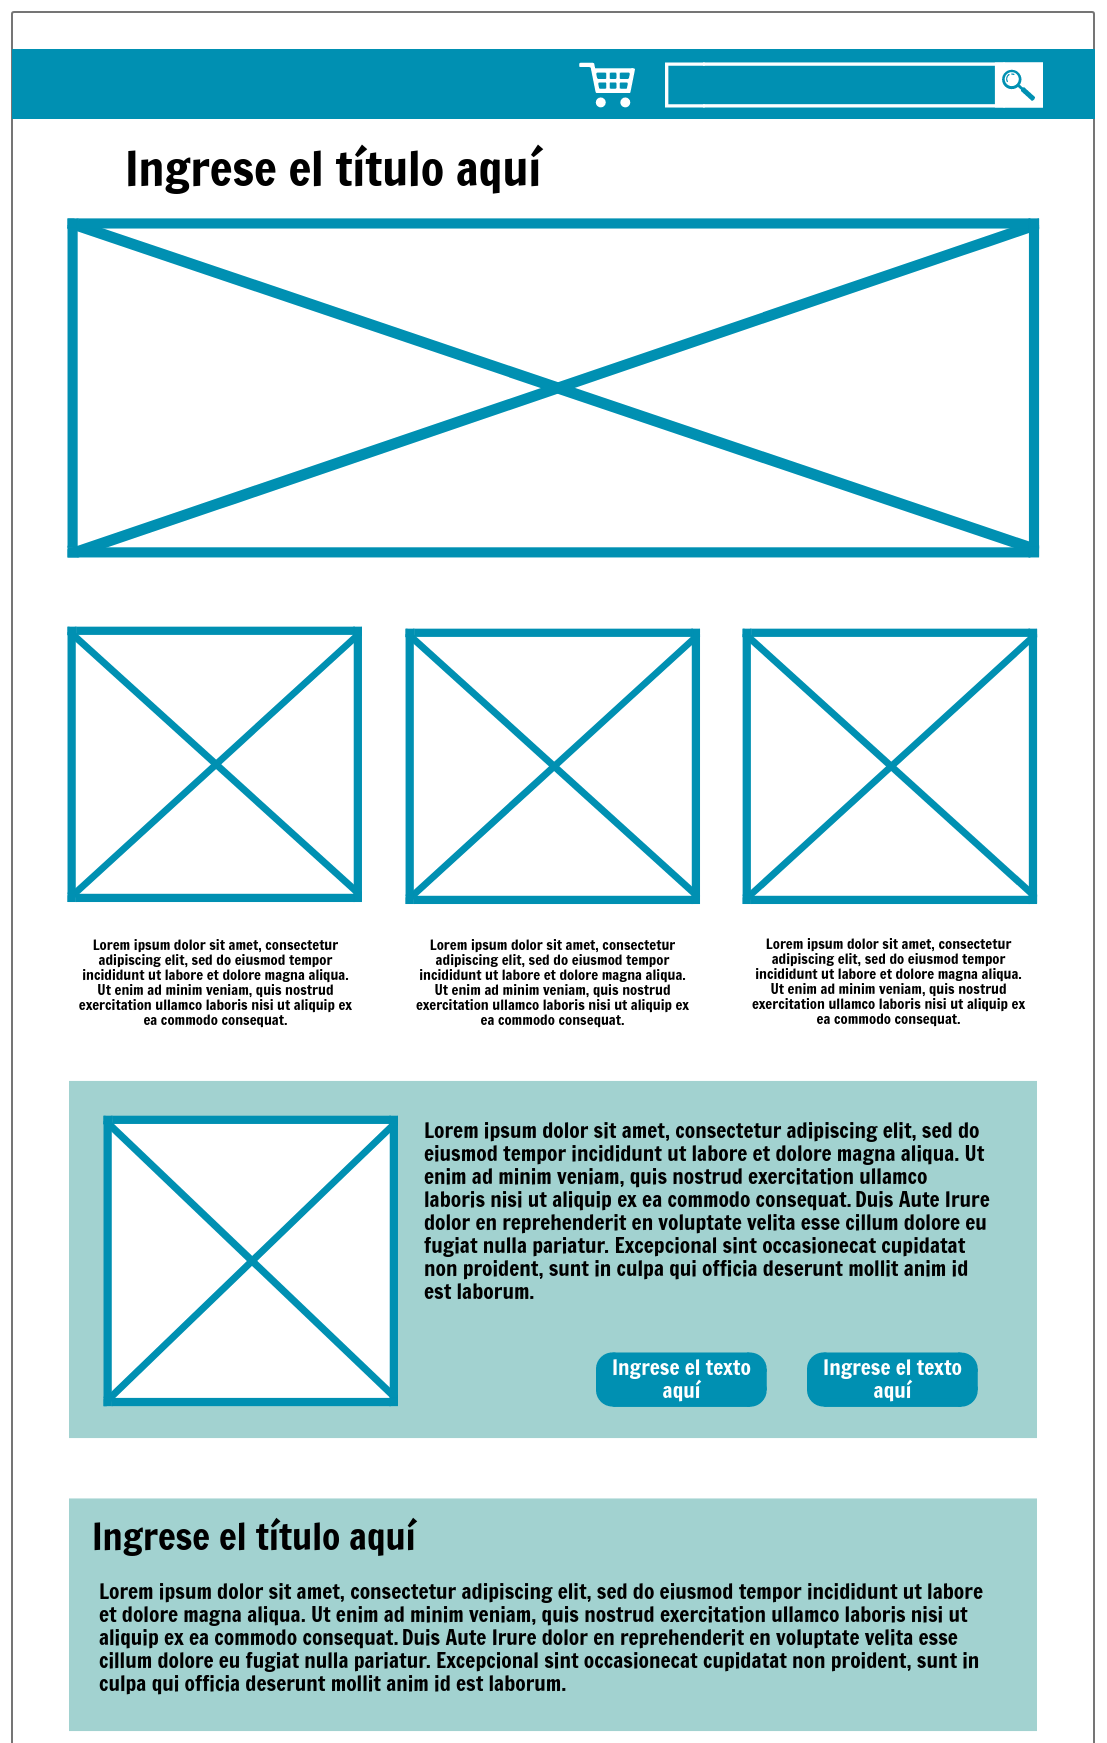 Ingrese el título aquí
Lorem ipsum dolor sit amet, consectetur
adipiscing elit, sed do eiusmod tempor
incididunt ut labore et dolore magna aliqua.
Ut enim ad minim veniam, quis nostrud
exercitation ullamco laboris nisi ut aliquip ex
ea commodo consequat.
Lorem ipsum dolor sit amet, consectetur
adipiscing elit, sed do eiusmod tempor
incididunt ut labore et dolore magna aliqua.
Ut enim ad minim veniam, quis nostrud
exercitation ullamco laboris nisi ut aliquip ex
ea commodo consequat.
Lorem ipsum dolor sit amet, consectetur
adipiscing elit, sed do eiusmod tempor
incididunt ut labore et dolore magna aliqua.
Ut enim ad minim veniam, quis nostrud
exercitation ullamco laboris nisi ut aliquip ex
ea commodo consequat.
Lorem ipsum dolor sit amet, consectetur adipiscing elit, sed do
eiusmod tempor incididunt ut labore et dolore magna aliqua. Ut
enim ad minim veniam, quis nostrud exercitation ullamco
laboris nisi ut aliquip ex ea commodo consequat. Duis Aute Irure
dolor en reprehenderit en voluptate velita esse cillum dolore eu
fugiat nulla pariatur. Excepcional sint occasionecat cupidatat
non proident, sunt in culpa qui officia deserunt mollit anim id
est laborum.
Ingrese el texto
aquí
Ingrese el texto
aquí
Ingrese el título aquí
Lorem ipsum dolor sit amet, consectetur adipiscing elit, sed do eiusmod tempor incididunt ut labore
et dolore magna aliqua. Ut enim ad minim veniam, quis nostrud exercitation ullamco laboris nisi ut
aliquip ex ea commodo consequat. Duis Aute Irure dolor en reprehenderit en voluptate velita esse
cillum dolore eu fugiat nulla pariatur. Excepcional sint occasionecat cupidatat non proident, sunt in
culpa qui officia deserunt mollit anim id est laborum.